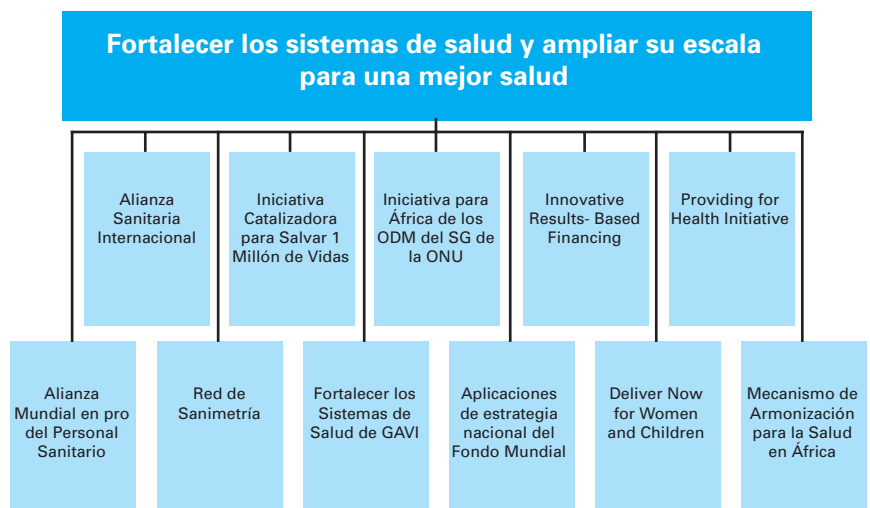 Fortalecer los sistemas de salud y ampliar su escala
para una mejor salud
Alianza
Sanitaria
Internacional
Iniciativa
Catalizadora
para Salvar 1
Millón de Vidas
Iniciativa para
África de los
ODM del SG de
la ONU
Innovative
Results- Based
Financing
Providing for
Health Initiative
Alianza
Mundial en pro
del Personal
Sanitario
Red de
Sanimetría
Fortalecer los
Sistemas de
Salud de GAVI
Aplicaciones
de estrategia
nacional del
Fondo Mundial
Deliver Now
for Women
and Children
Mecanismo de
Armonización
para la Salud
en África